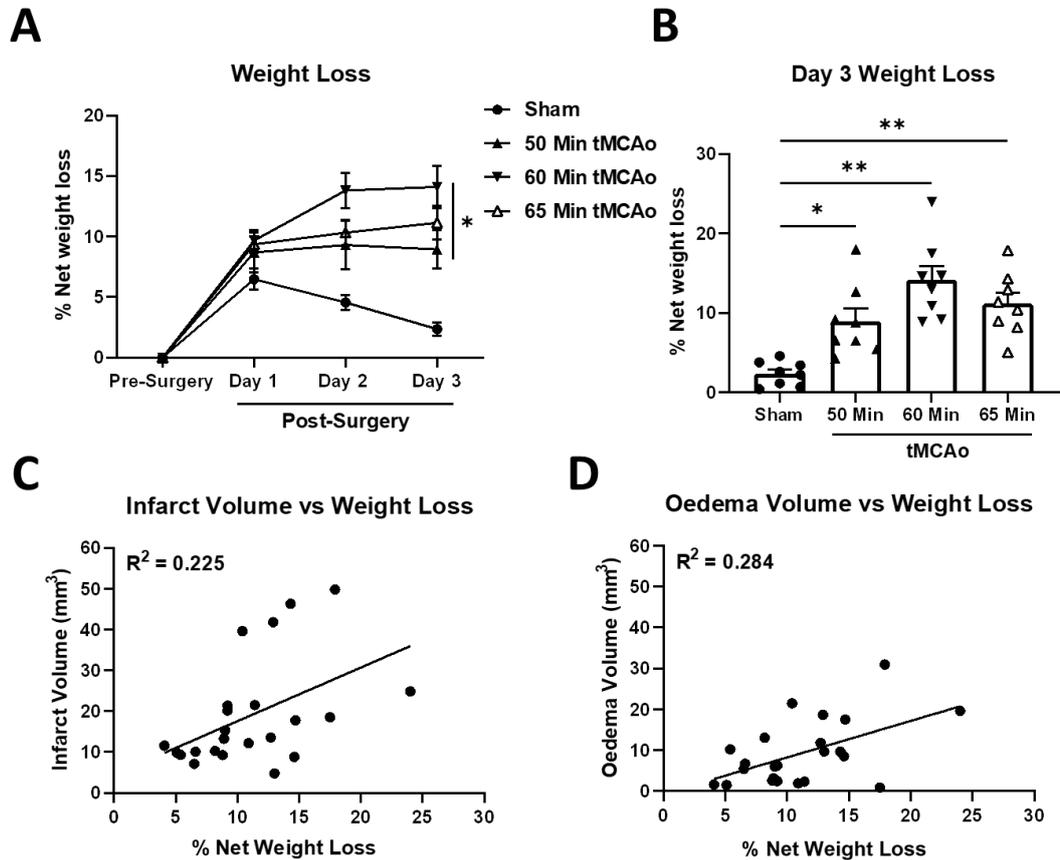 A
Weight Loss
% Net weight loss
20
15
10
5
0
Pre-Surgery Day 1 Day 2 Day 3
Post-Surgery
Sham
50 Min tMCAo
60 Min tMCAo
65 Min tMCAo
*
B
Day 3 Weight Loss
% Net weight loss
30
20
10
0
**
**
*
Sham 50 Min 60 Min 65 Min
tMCAo
C
Infarct Volume vs Weight Loss
R² = 0.225
Infarct Volume (mm³)
60
50
40
30
20
10
0
0 5 10 15 20 25 30
% Net Weight Loss
D
Oedema Volume vs Weight Loss
R² = 0.284
Oedema Volume (mm³)
60
50
40
30
20
10
0
0 5 10 15 20 25 30
% Net Weight Loss